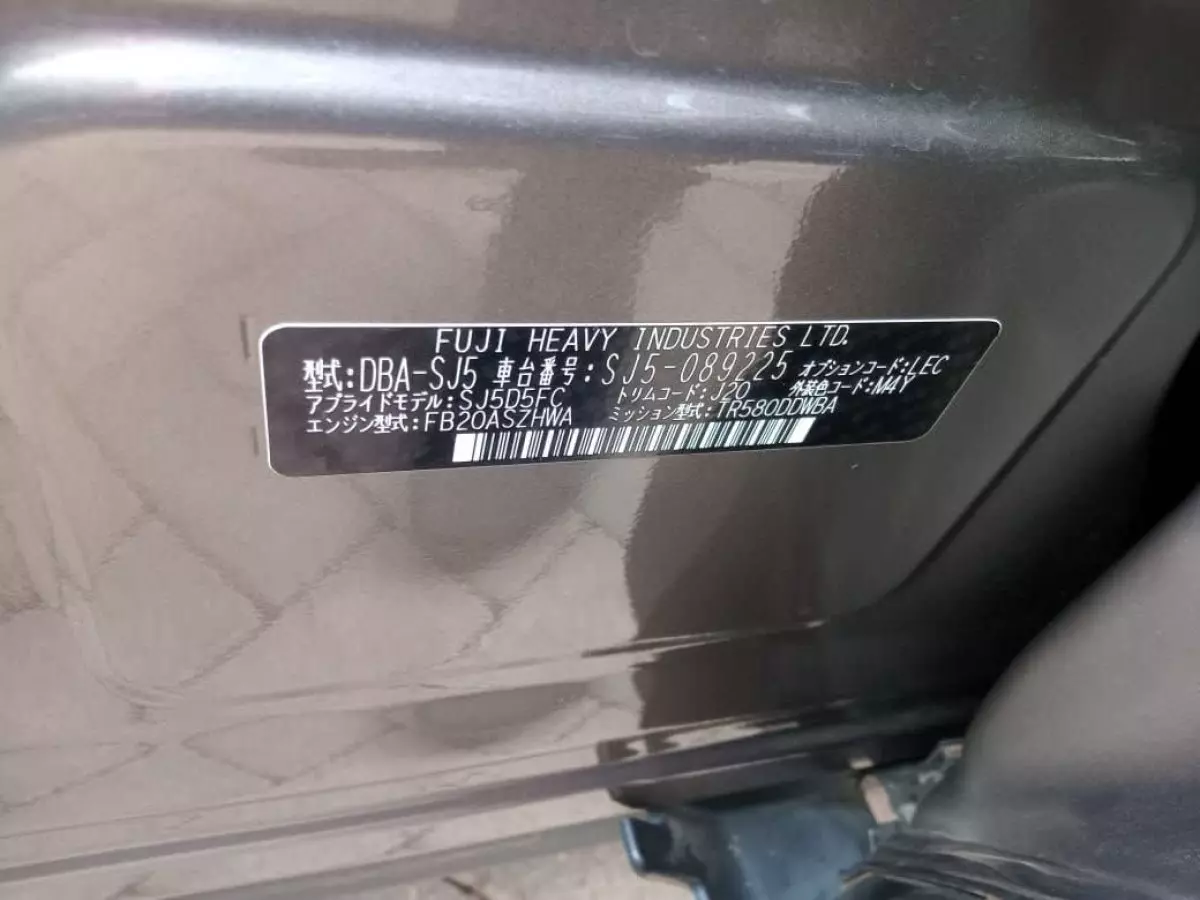 FUJI HEAVY INDUSTRIES LTD.
型式:DBA-SJ5 車台番号:SJ5-089225 オプションコード:LEC
アプライドモデル:SJ5D5FC トリムコード:J20 外装色コード:M4Y
エンジン型式:FB20ASZHWA ミッション型式:TR580DDWBA